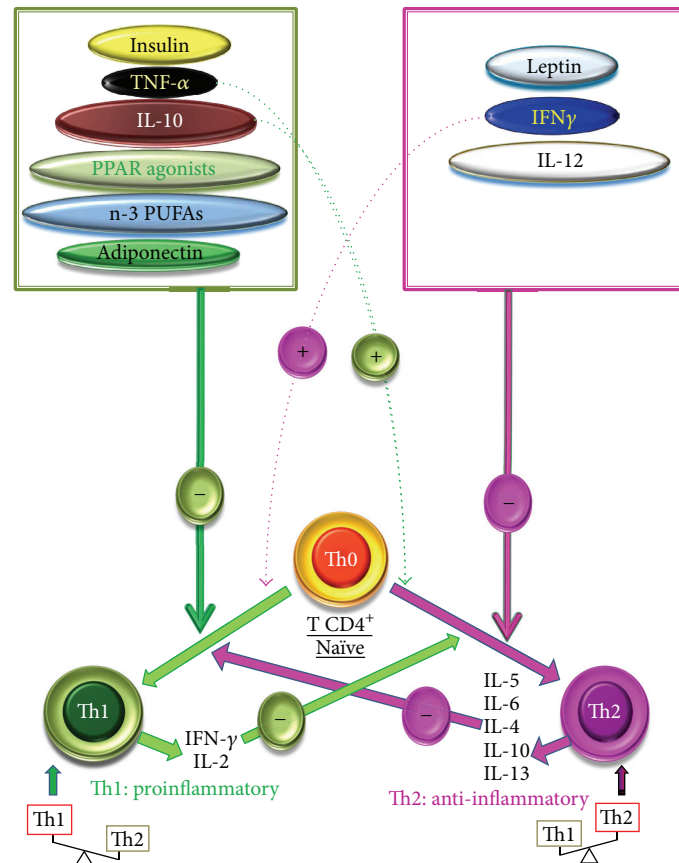 Insulin
TNF-α
IL-10
PPAR agonists
n-3 PUFAs
Adiponectin
Leptin
IFNγ
IL-12
+
+
−
−
Th0
T CD4⁺
Naïve
Th1
IFN-γ
IL-2
−
−
IL-5
IL-6
IL-4
IL-10
IL-13
Th2
Th1: proinflammatory
Th2: anti-inflammatory
Th1
Th2
Th1
Th2